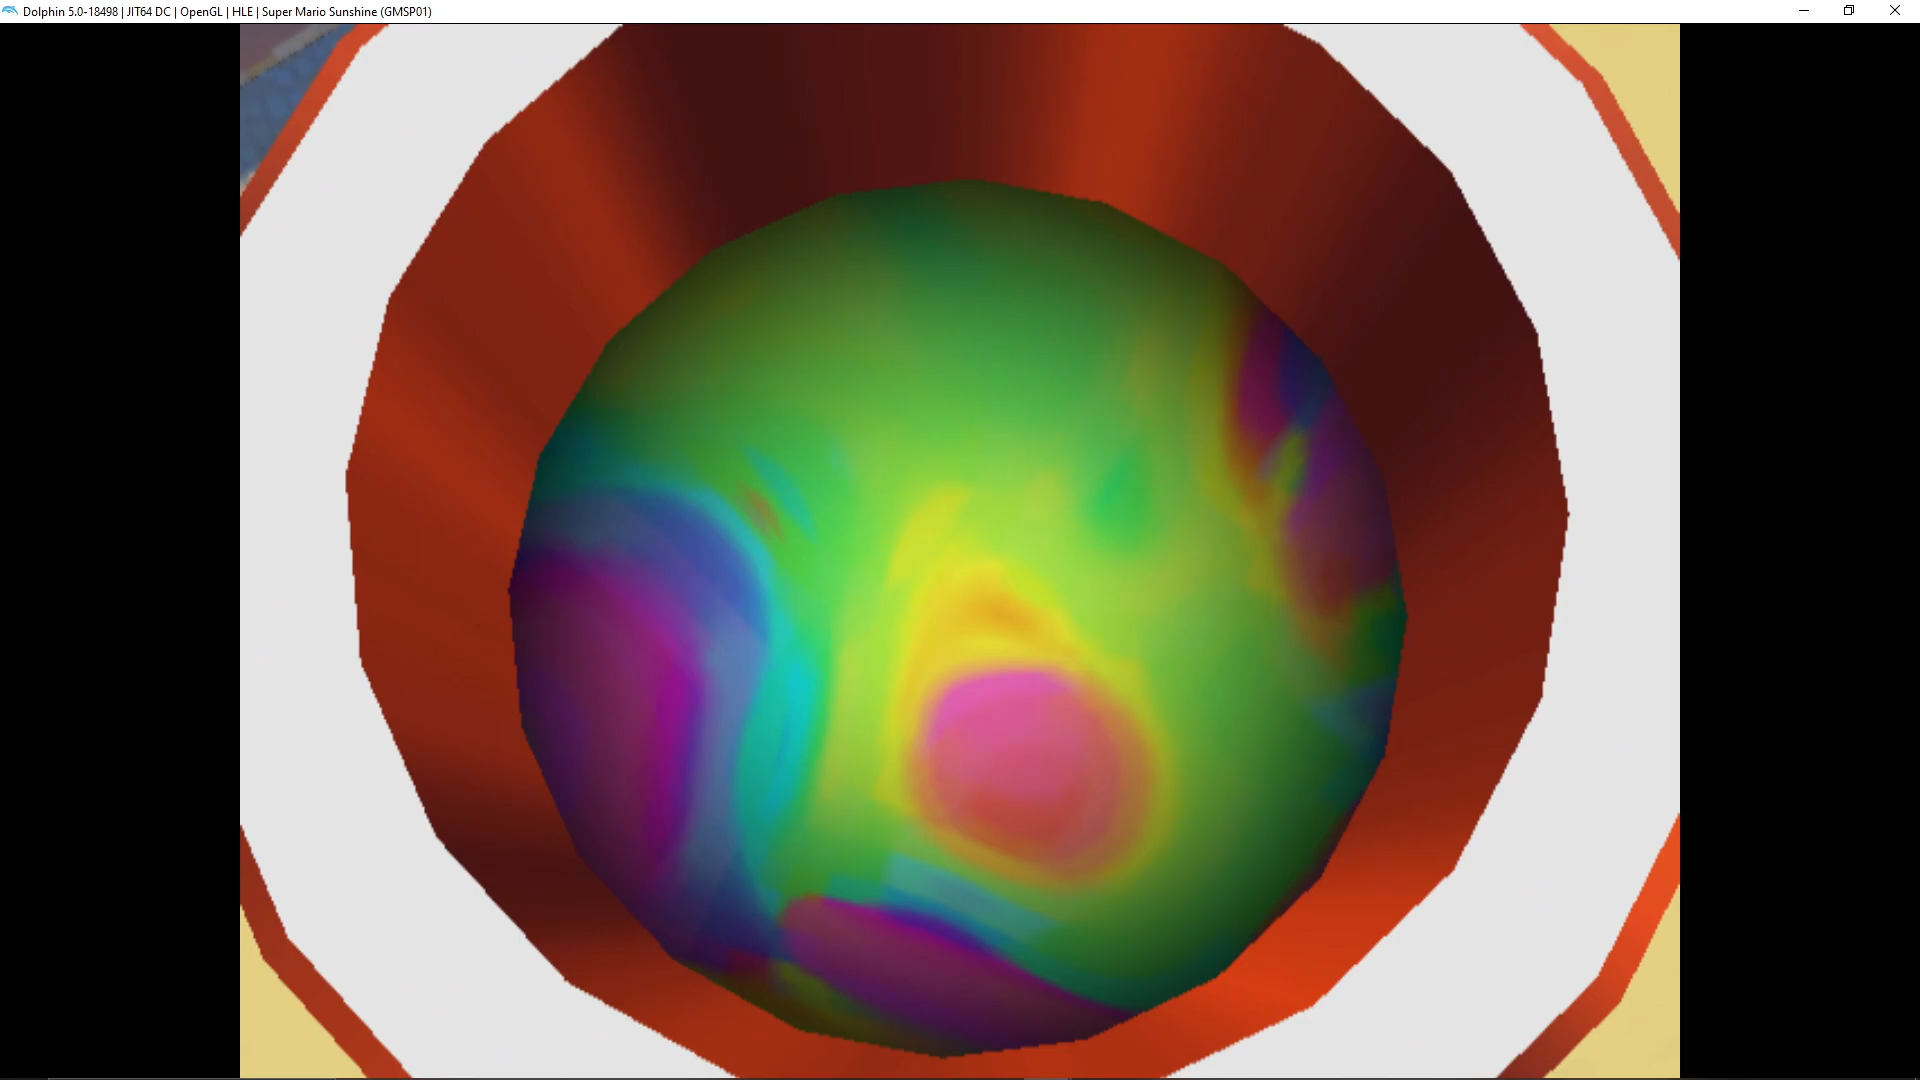 Dolphin 5.0-18498 | JIT64 DC | OpenGL | HLE | Super Mario Sunshine (GMSP01)